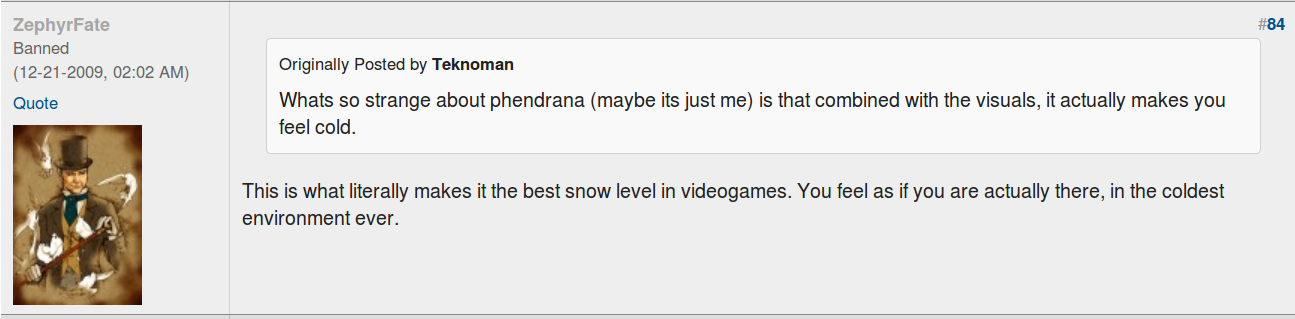 ZephyrFate
Banned
(12-21-2009, 02:02 AM)
Quote
#84
Originally Posted by Teknoman
Whats so strange about phendrana (maybe its just me) is that combined with the visuals, it actually makes you
feel cold.
This is what literally makes it the best snow level in videogames. You feel as if you are actually there, in the coldest
environment ever.